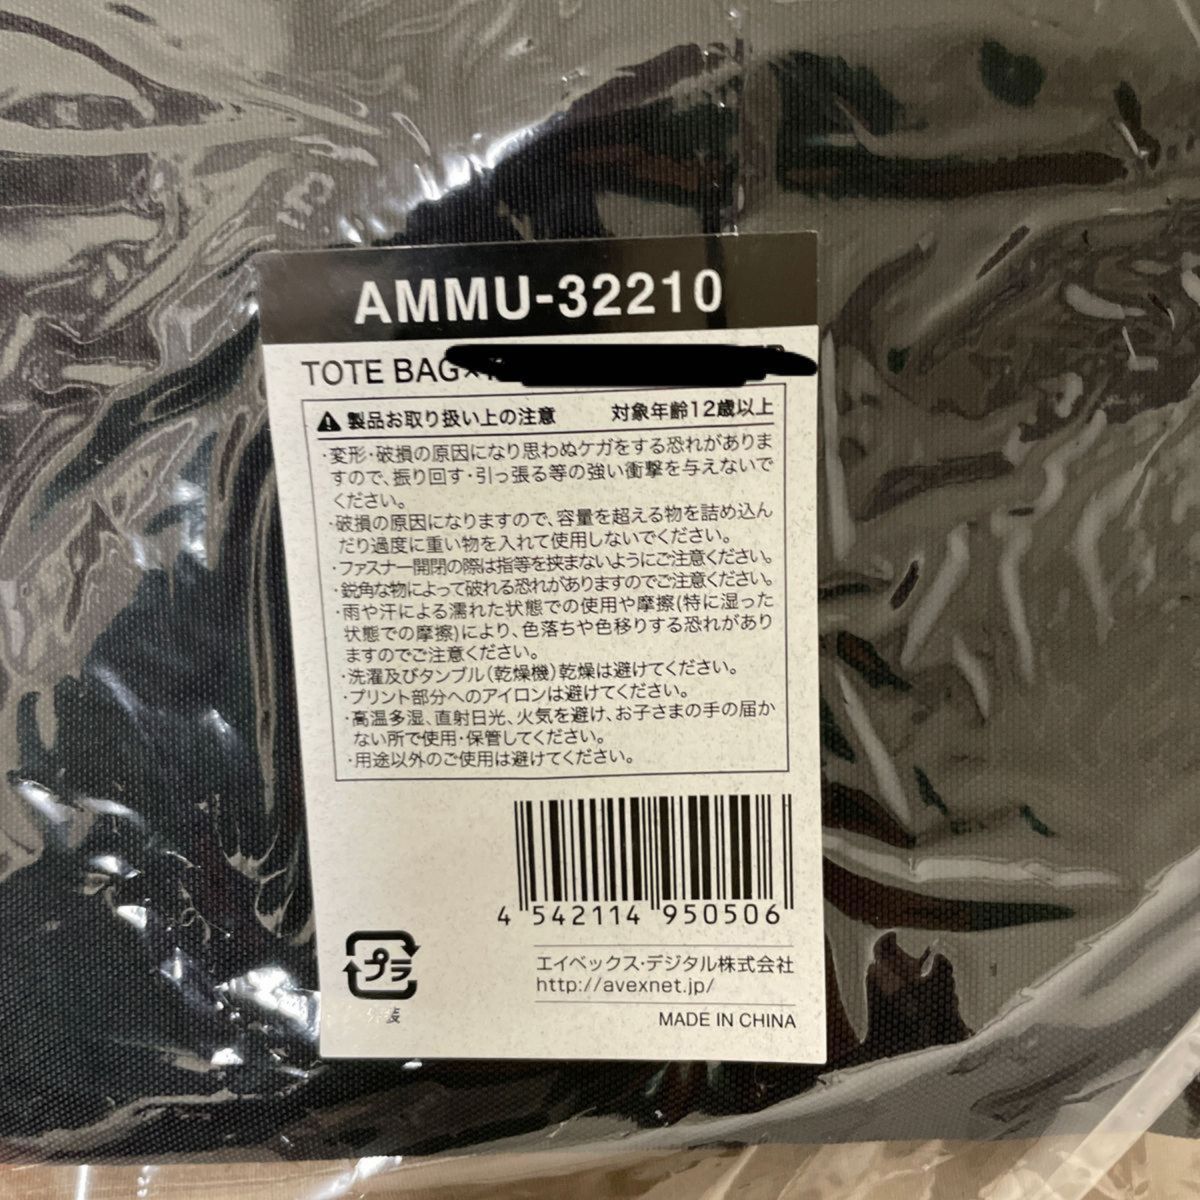 AMMU-32210
TOTE BAG×
製品お取り扱い上の注意 対象年齢12歳以上
・変形・破損の原因になり思わぬケガをする恐れがありま
すので、振り回す・引っ張る等の強い衝撃を与えないで
ください。
・破損の原因になりますので、容量を超える物を詰め込ん
だり過度に重い物を入れて使用しないでください。
・ファスナー開閉の際は指等を挟まないようにご注意ください。
・鋭角な物によって破れる恐れがありますのでご注意ください。
・雨や汗による濡れた状態での使用や摩擦(特に湿った
状態での摩擦)により、色落ちや色移りする恐れがあり
ますのでご注意ください。
・洗濯及びタンブル(乾燥機)乾燥は避けてください。
・プリント部分へのアイロンは避けてください。
・高温多湿、直射日光、火気を避け、お子さまの手の届か
ない所で使用・保管してください。
・用途以外のご使用は避けてください。
4 542114 950506
プラ
外装
エイベックス・デジタル株式会社
http://avexnet.jp/
MADE IN CHINA